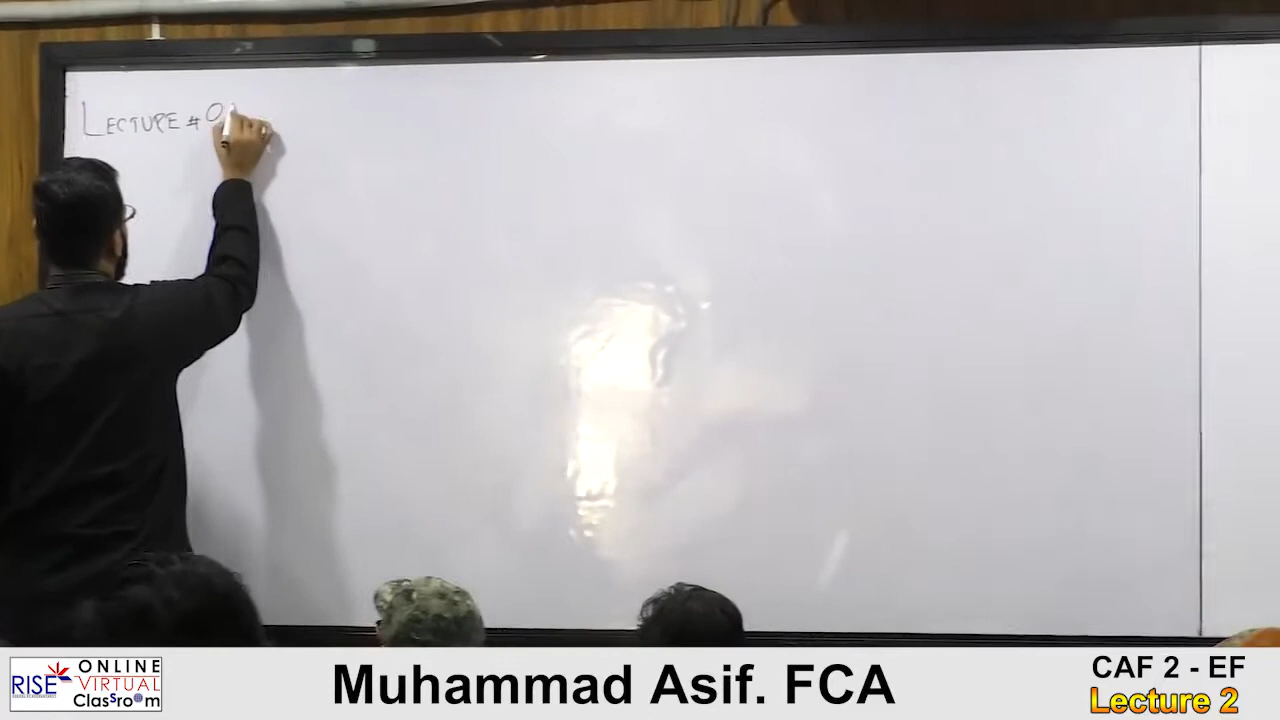 LECTURE # 0
RISE
ONLINE
VIRTUAL
Classroom
Muhammad Asif. FCA
CAF 2 - EF
Lecture 2